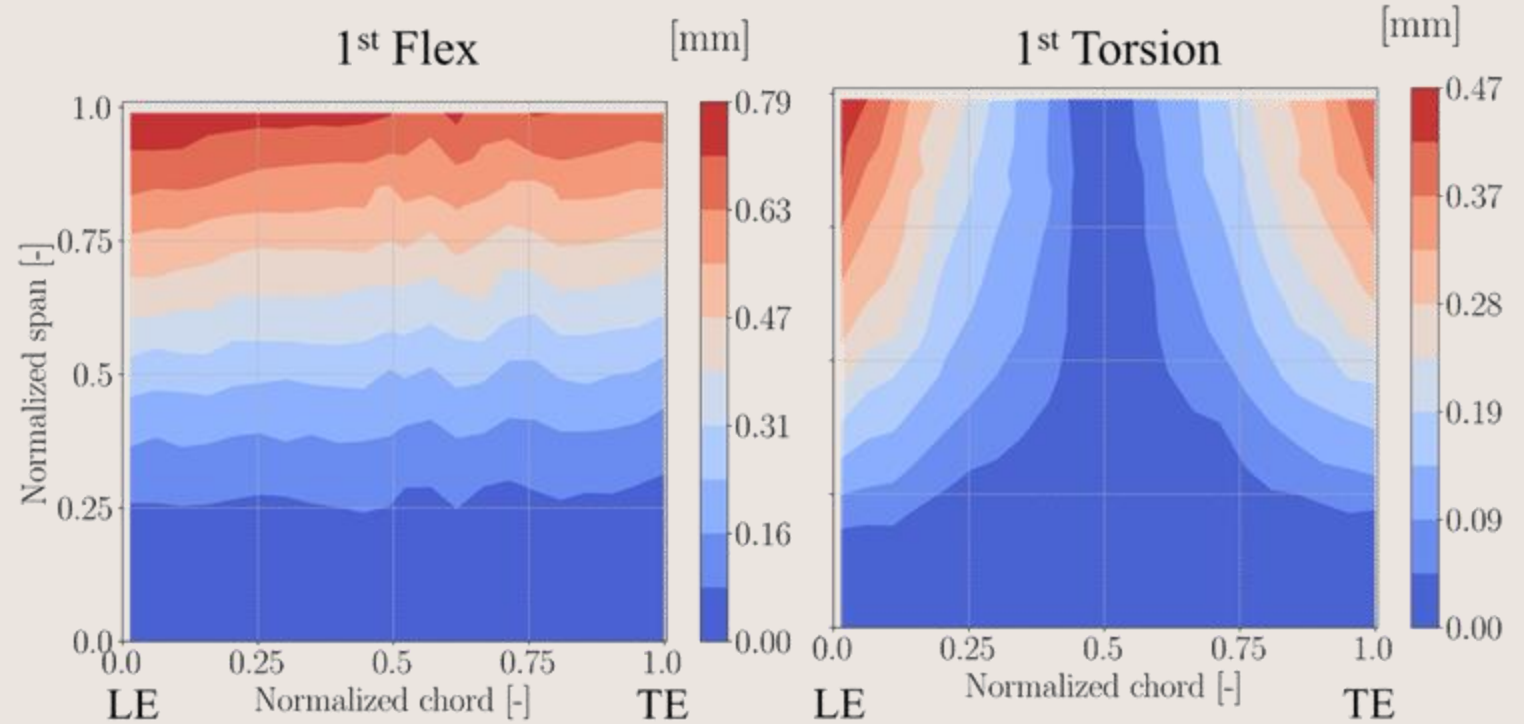 1st Flex
[mm]
1.0
0.75
0.5
0.25
0.0
Normalized span [-]
0.0 0.25 0.5 0.75 1.0
LE Normalized chord [-] TE
0.79
0.63
0.47
0.31
0.16
0.00
1st Torsion
[mm]
0.0 0.25 0.5 0.75 1.0
LE Normalized chord [-] TE
0.47
0.37
0.28
0.19
0.09
0.00